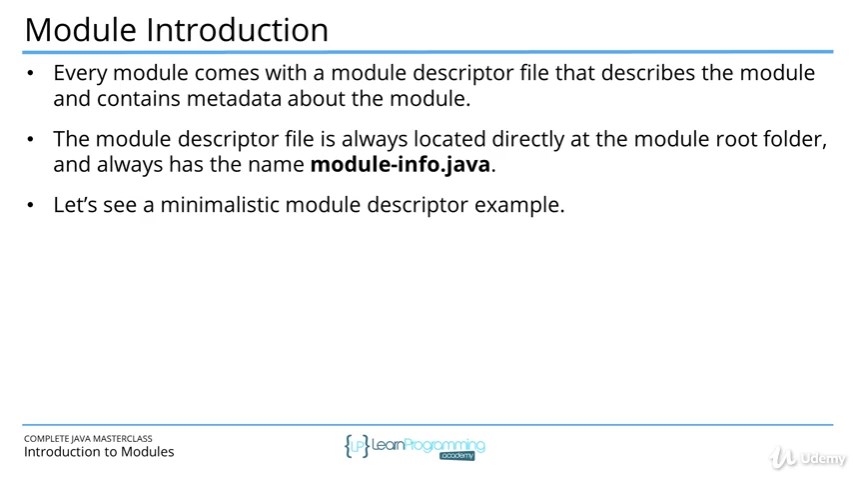 Module Introduction
• Every module comes with a module descriptor file that describes the module
and contains metadata about the module.
• The module descriptor file is always located directly at the module root folder,
and always has the name module-info.java.
• Let's see a minimalistic module descriptor example.
COMPLETE JAVA MASTERCLASS
Introduction to Modules
{LP} LearnProgramming
academy
Udemy